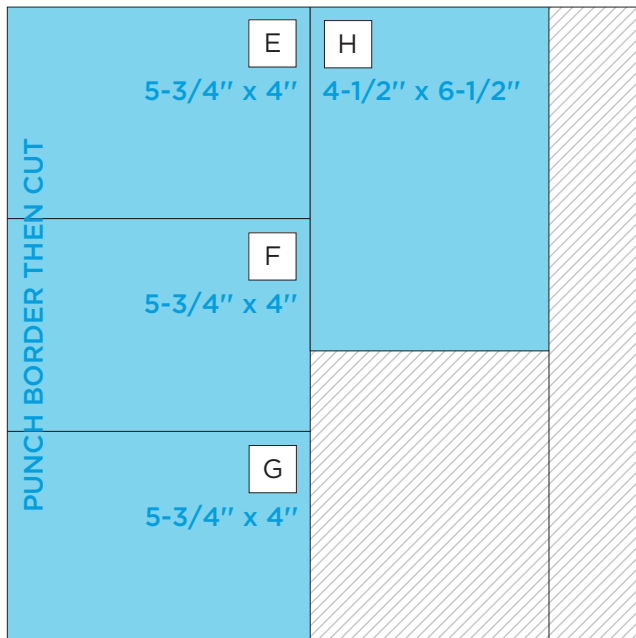 E
5-3/4" x 4"
H
4-1/2" x 6-1/2"
PUNCH BORDER THEN CUT
F
5-3/4" x 4"
G
5-3/4" x 4"